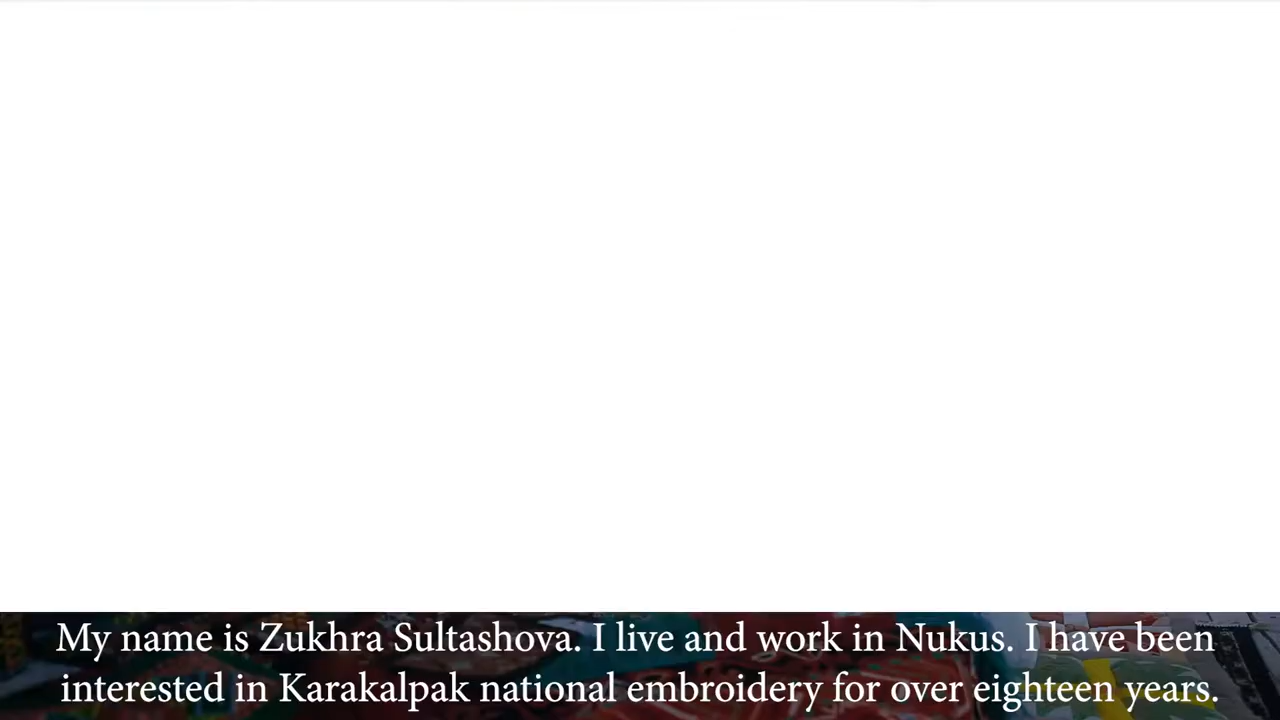 My name is Zukhra Sultashova. I live and work in Nukus. I have been
interested in Karakalpak national embroidery for over eighteen years.